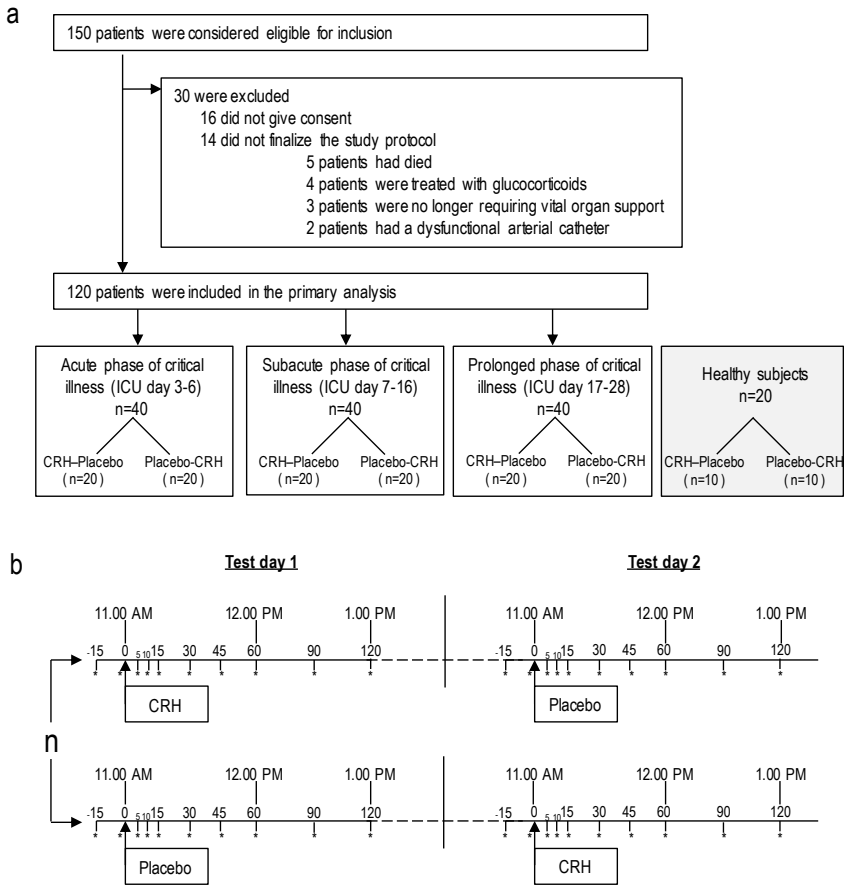 a
150 patients were considered eligible for inclusion
30 were excluded
16 did not give consent
14 did not finalize the study protocol
5 patients had died
4 patients were treated with glucocorticoids
3 patients were no longer requiring vital organ support
2 patients had a dysfunctional arterial catheter
120 patients were included in the primary analysis
Acute phase of critical
illness (ICU day 3-6)
n=40
CRH–Placebo
(n=20)
Placebo-CRH
(n=20)
Subacute phase of critical
illness (ICU day 7-16)
n=40
CRH–Placebo
(n=20)
Placebo-CRH
(n=20)
Prolonged phase of critical
illness (ICU day 17-28)
n=40
CRH–Placebo
(n=20)
Placebo-CRH
(n=20)
Healthy subjects
n=20
CRH–Placebo
(n=10)
Placebo-CRH
(n=10)
b
Test day 1
Test day 2
11.00 AM 12.00 PM 1.00 PM
11.00 AM 12.00 PM 1.00 PM
-15 0 5 10 15 30 45 60 90 120
-15 0 5 10 15 30 45 60 90 120
* * * * * * * * * *
* * * * * * * * * *
CRH
Placebo
n
11.00 AM 12.00 PM 1.00 PM
11.00 AM 12.00 PM 1.00 PM
-15 0 5 10 15 30 45 60 90 120
-15 0 5 10 15 30 45 60 90 120
* * * * * * * * * *
* * * * * * * * * *
Placebo
CRH